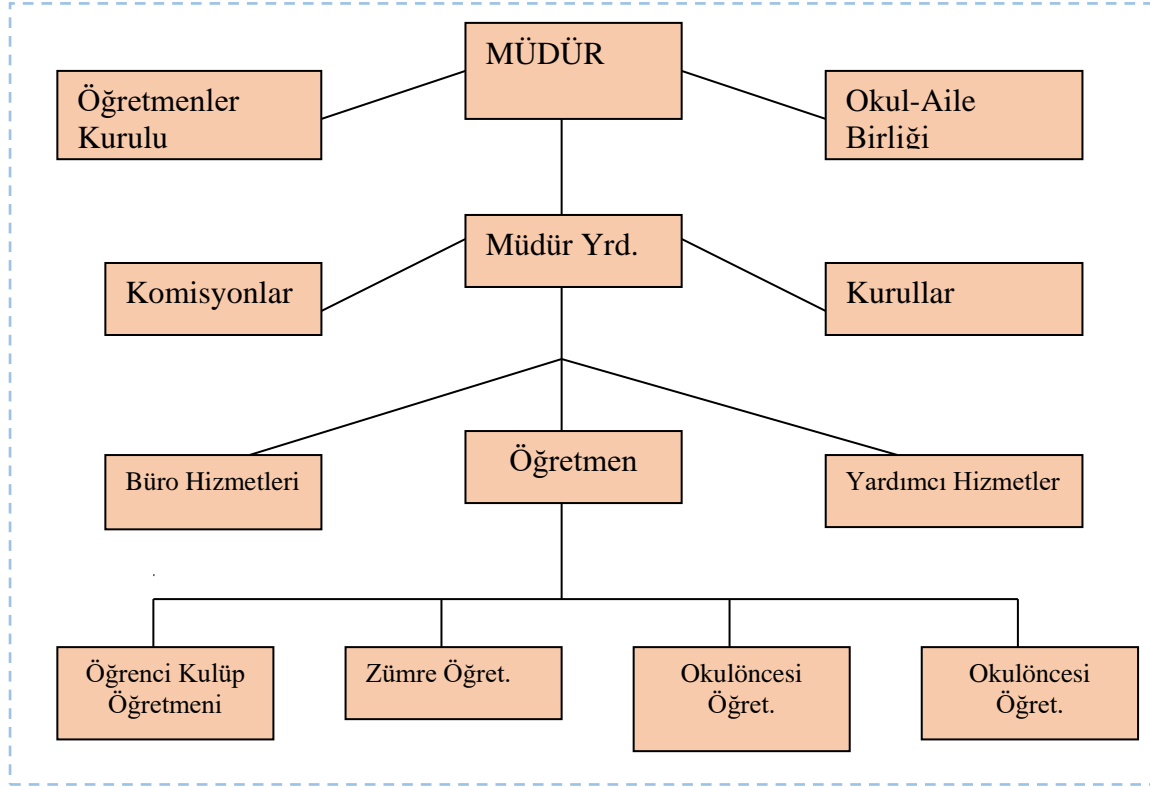 MÜDÜR
Öğretmenler
Kurulu
Okul-Aile
Birliği
Müdür Yrd.
Komisyonlar
Kurullar
Büro Hizmetleri
Öğretmen
Yardımcı Hizmetler
Öğrenci Kulüp
Öğretmeni
Zümre Öğret.
Okulöncesi
Öğret.
Okulöncesi
Öğret.